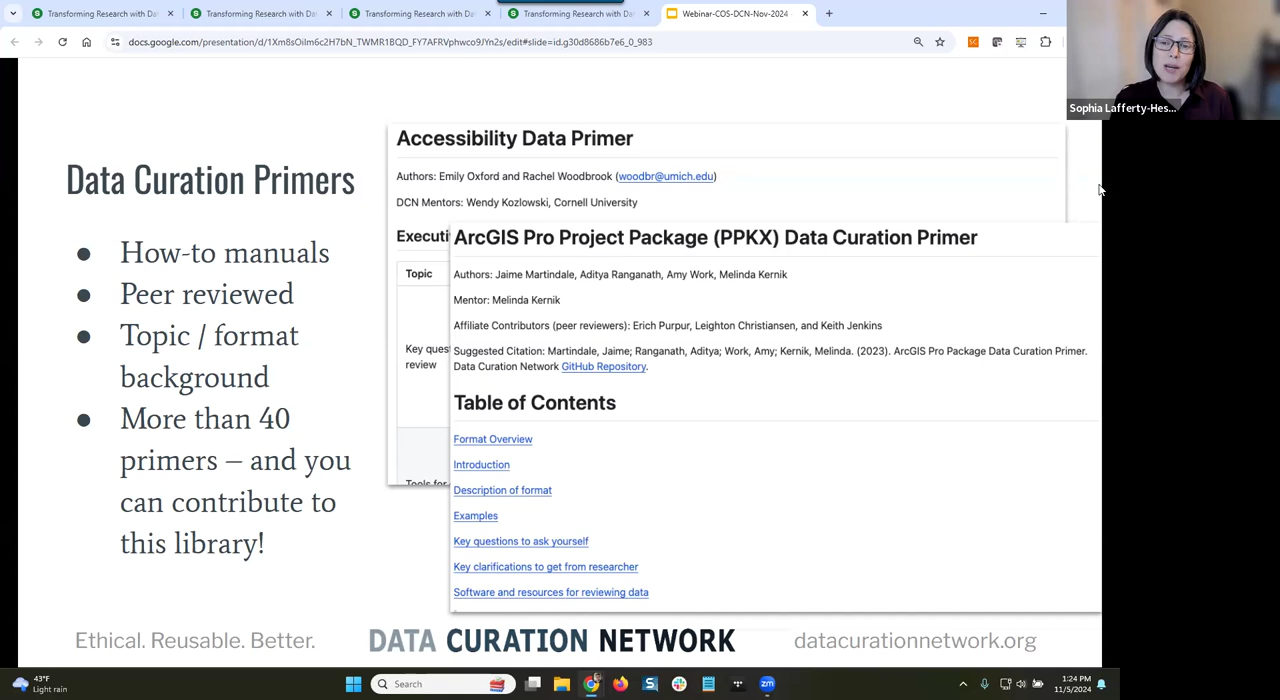 Transforming Research with Da
Transforming Research with Da
Transforming Research with Da
Transforming Research with Da
Webinar-COS-DCN-Nov-2024
docs.google.com/presentation/d/1Xm8sOilm6c2H7bN_TWMR1BQD_FY7AFRVphwco9JYn2s/edit#slide=id.g30d8686b7e6_0_983
Sophia Lafferty-Hes...
Data Curation Primers
● How-to manuals
● Peer reviewed
● Topic / format
background
● More than 40
primers – and you
can contribute to
this library!
Accessibility Data Primer
Authors: Emily Oxford and Rachel Woodbrook (woodbr@umich.edu)
DCN Mentors: Wendy Kozlowski, Cornell University
Executi
Topic
Key quest
review
Tools for
ArcGIS Pro Project Package (PPKX) Data Curation Primer
Authors: Jaime Martindale, Aditya Ranganath, Amy Work, Melinda Kernik
Mentor: Melinda Kernik
Affiliate Contributors (peer reviewers): Erich Purpur, Leighton Christiansen, and Keith Jenkins
Suggested Citation: Martindale, Jaime; Ranganath, Aditya; Work, Amy; Kernik, Melinda. (2023). ArcGIS Pro Package Data Curation Primer.
Data Curation Network GitHub Repository.
Table of Contents
Format Overview
Introduction
Description of format
Examples
Key questions to ask yourself
Key clarifications to get from researcher
Software and resources for reviewing data
Ethical. Reusable. Better.
DATA CURATION NETWORK
datacurationnetwork.org
43°F
Light rain
Search
zm
1:24 PM
11/5/2024